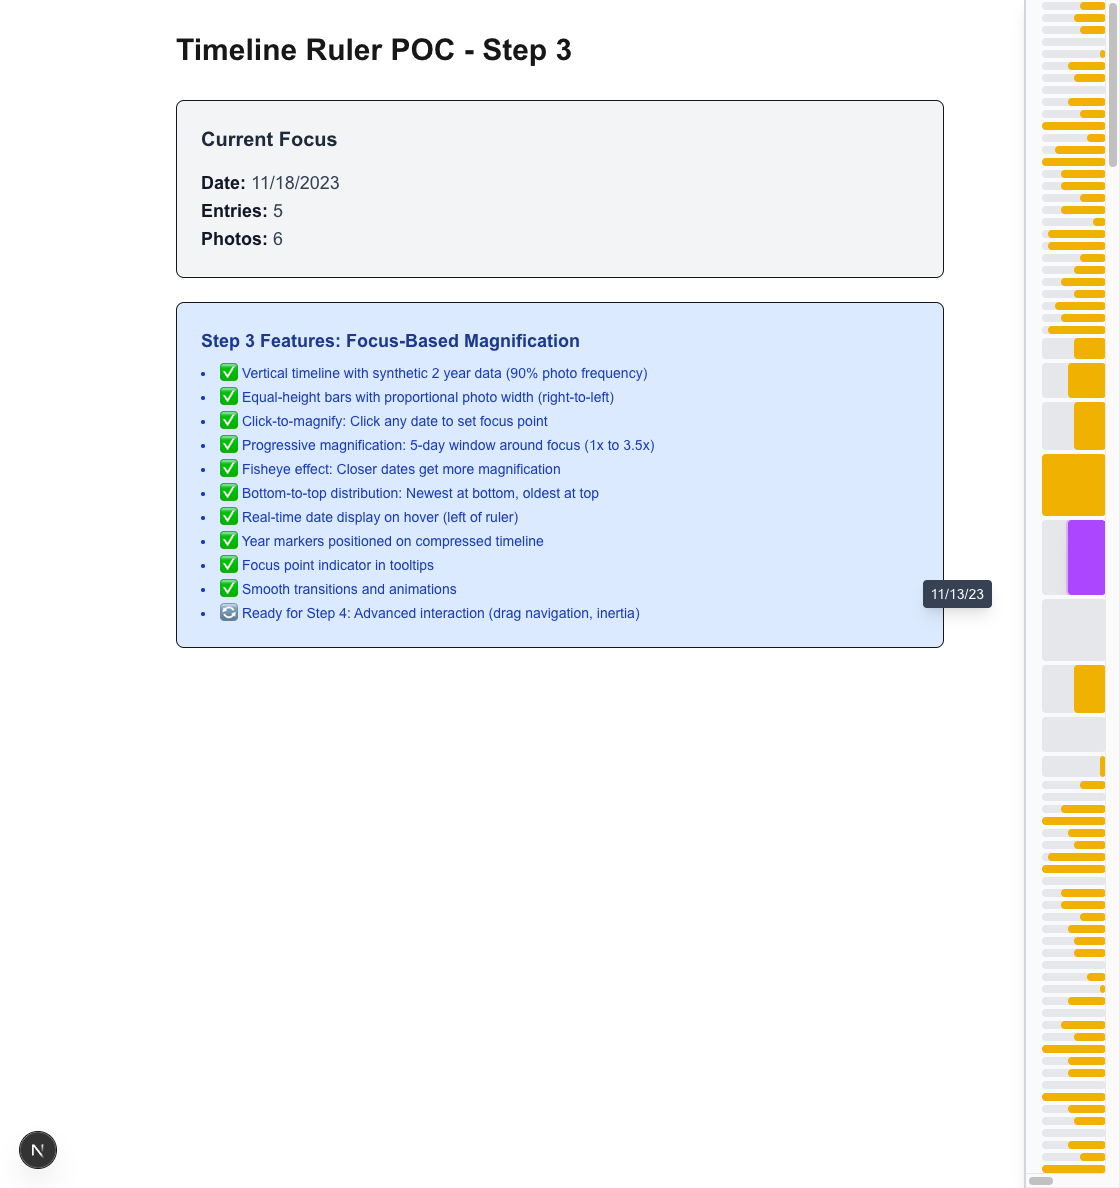 Timeline Ruler POC - Step 3
Current Focus
Date: 11/18/2023
Entries: 5
Photos: 6
Step 3 Features: Focus-Based Magnification
• ✅ Vertical timeline with synthetic 2 year data (90% photo frequency)
• ✅ Equal-height bars with proportional photo width (right-to-left)
• ✅ Click-to-magnify: Click any date to set focus point
• ✅ Progressive magnification: 5-day window around focus (1x to 3.5x)
• ✅ Fisheye effect: Closer dates get more magnification
• ✅ Bottom-to-top distribution: Newest at bottom, oldest at top
• ✅ Real-time date display on hover (left of ruler)
• ✅ Year markers positioned on compressed timeline
• ✅ Focus point indicator in tooltips
• ✅ Smooth transitions and animations
• 🔄 Ready for Step 4: Advanced interaction (drag navigation, inertia)
11/13/23
N